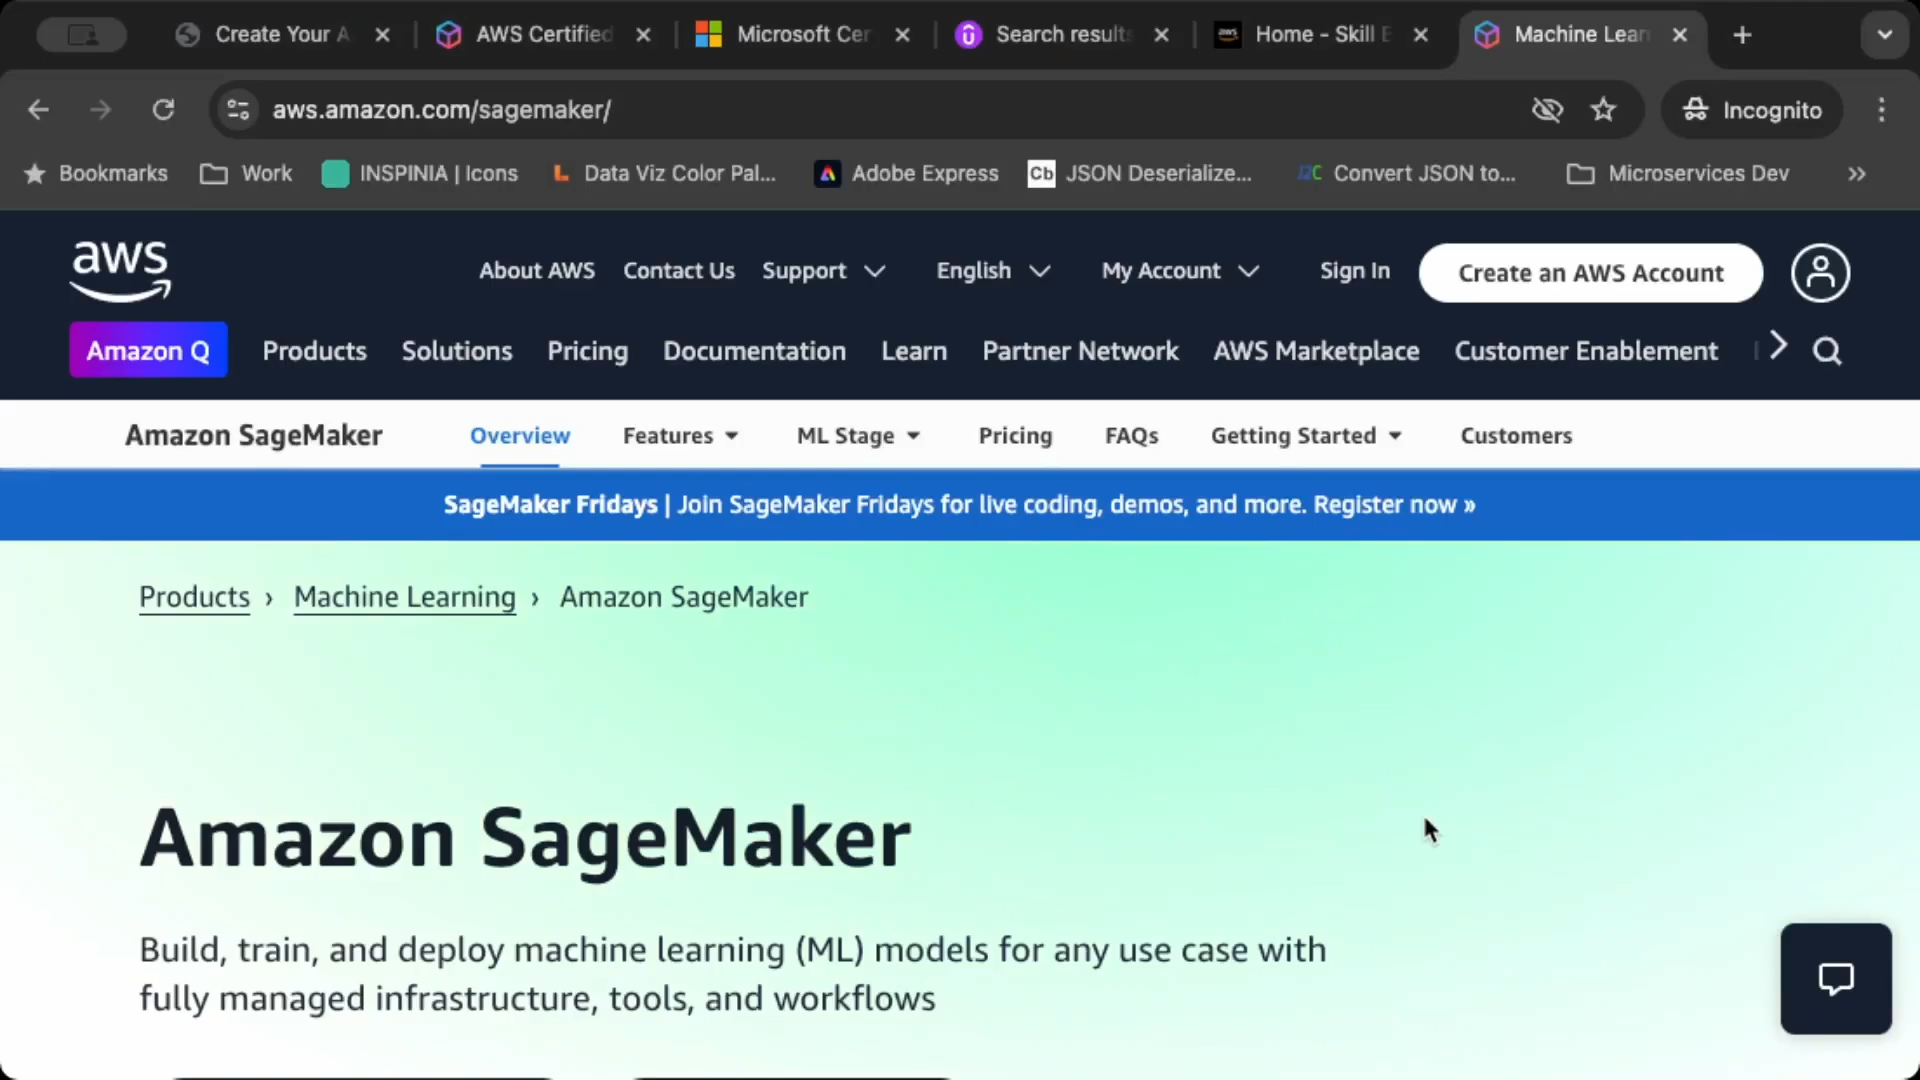 Create Your A
AWS Certified
Microsoft Cer
Search results
Home - Skill B
Machine Lear
aws.amazon.com/sagemaker/
Incognito
Bookmarks
Work
INSPINIA | Icons
Data Viz Color Pal...
Adobe Express
Cb JSON Deserialize...
J2C Convert JSON to...
Microservices Dev
aws
About AWS
Contact Us
Support
English
My Account
Sign In
Create an AWS Account
Amazon Q
Products
Solutions
Pricing
Documentation
Learn
Partner Network
AWS Marketplace
Customer Enablement
Amazon SageMaker
Overview
Features
ML Stage
Pricing
FAQs
Getting Started
Customers
SageMaker Fridays | Join SageMaker Fridays for live coding, demos, and more. Register now »
Products › Machine Learning › Amazon SageMaker
Amazon SageMaker
Build, train, and deploy machine learning (ML) models for any use case with
fully managed infrastructure, tools, and workflows